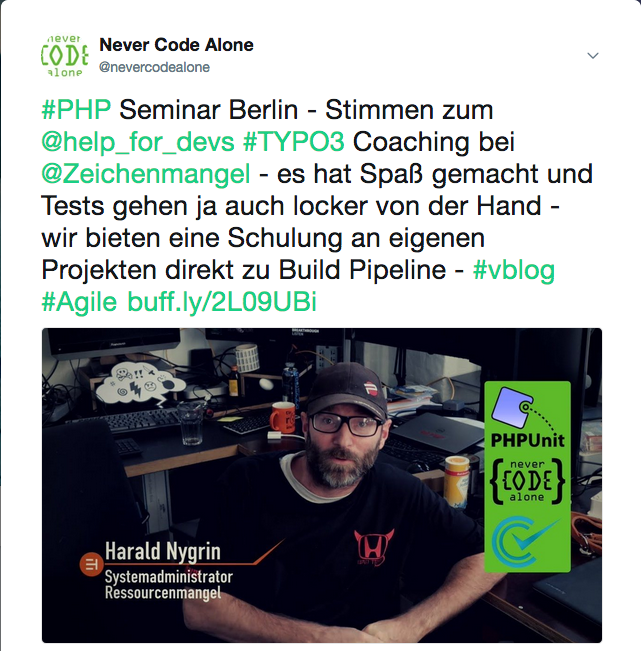 never
CODE
alone
Never Code Alone
@nevercodealone
#PHP Seminar Berlin - Stimmen zum
@help_for_devs #TYPO3 Coaching bei
@Zeichenmangel - es hat Spaß gemacht und
Tests gehen ja auch locker von der Hand -
wir bieten eine Schulung an eigenen
Projekten direkt zu Build Pipeline - #vblog
#Agile buff.ly/2L09UBi
PHPUnit
never
{CODE}
alone
Harald Nygrin
Systemadministrator
Ressourcenmangel